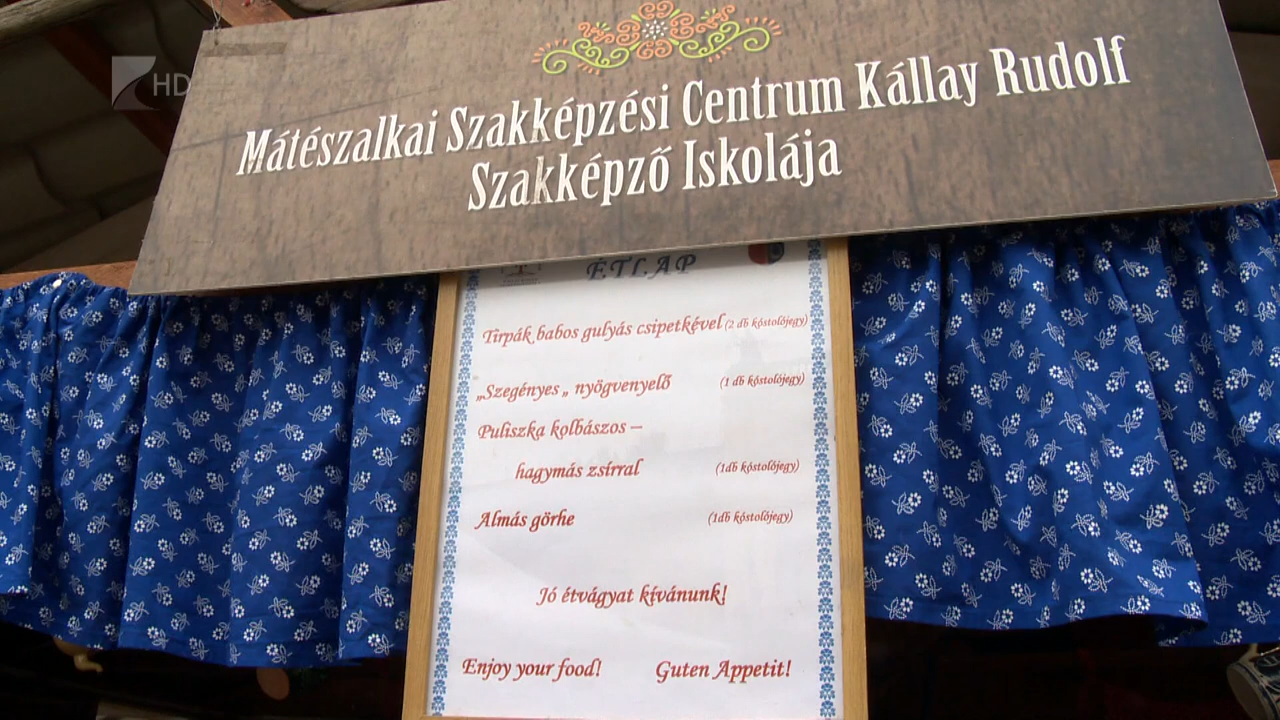 HD
Mátészalkai Szakképzési Centrum Kállay Rudolf
Szakképző Iskolája
ÉTLAP
Tirpák babos gulyás csipetkével (2 db kóstolójegy)
„Szegényes „ nyögvenyelő (1 db kóstolójegy)
Puliszka kolbászos –
hagymás zsírral (1db kóstolójegy)
Almás görhe (1db kóstolójegy)
Jó étvágyat kívánunk!
Enjoy your food! Guten Appetit!